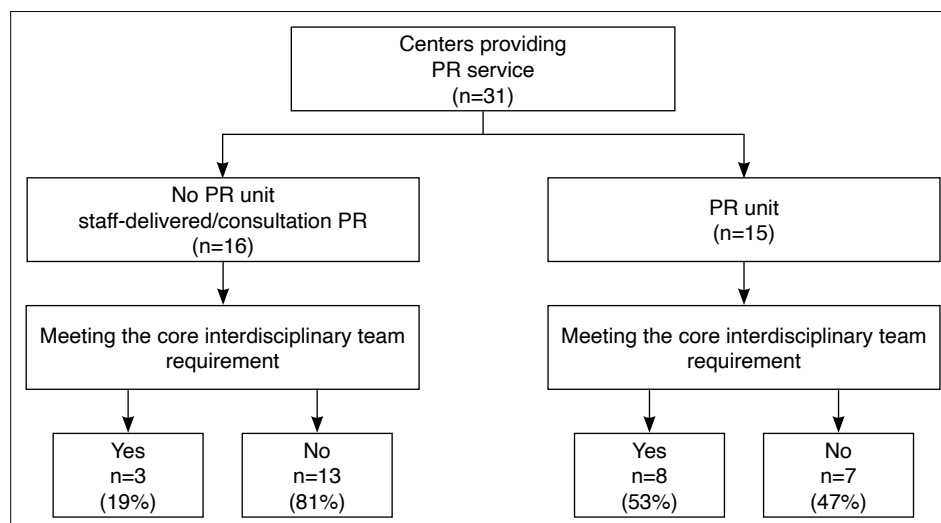 Centers providing
PR service
(n=31)
No PR unit
staff-delivered/consultation PR
(n=16)
PR unit
(n=15)
Meeting the core interdisciplinary team
requirement
Meeting the core interdisciplinary team
requirement
Yes
n=3
(19%)
No
n=13
(81%)
Yes
n=8
(53%)
No
n=7
(47%)